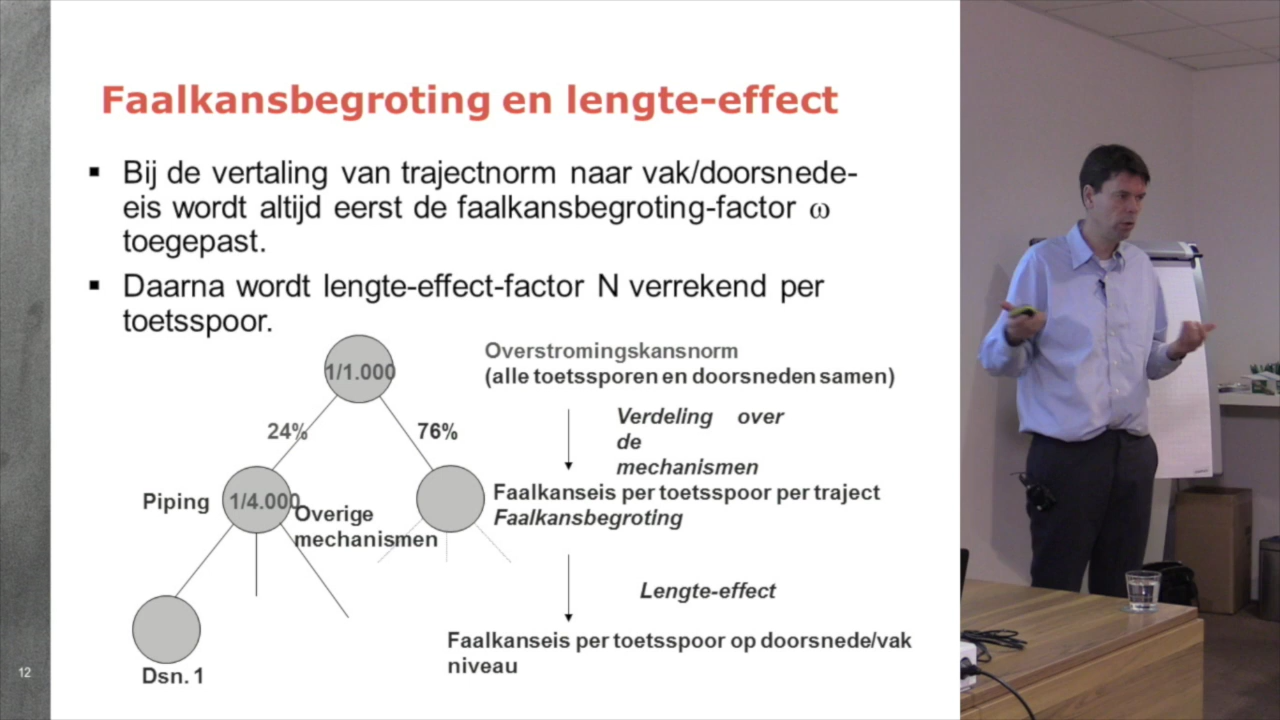 Faalkansbegroting en lengte-effect
Bij de vertaling van trajectnorm naar vak/doorsnede-
eis wordt altijd eerst de faalkansbegroting-factor ω
toegepast.
Daarna wordt lengte-effect-factor N verrekend per
toetsspoor.
1/1.000
Overstromingskansnorm
(alle toetssporen en doorsneden samen)
24%
76%
Verdeling over
de
mechanismen
Piping
1/4.000
Overige
mechanismen
Faalkanseis per toetsspoor per traject
Faalkansbegroting
Lengte-effect
Faalkanseis per toetsspoor op doorsnede/vak
niveau
Dsn. 1
12